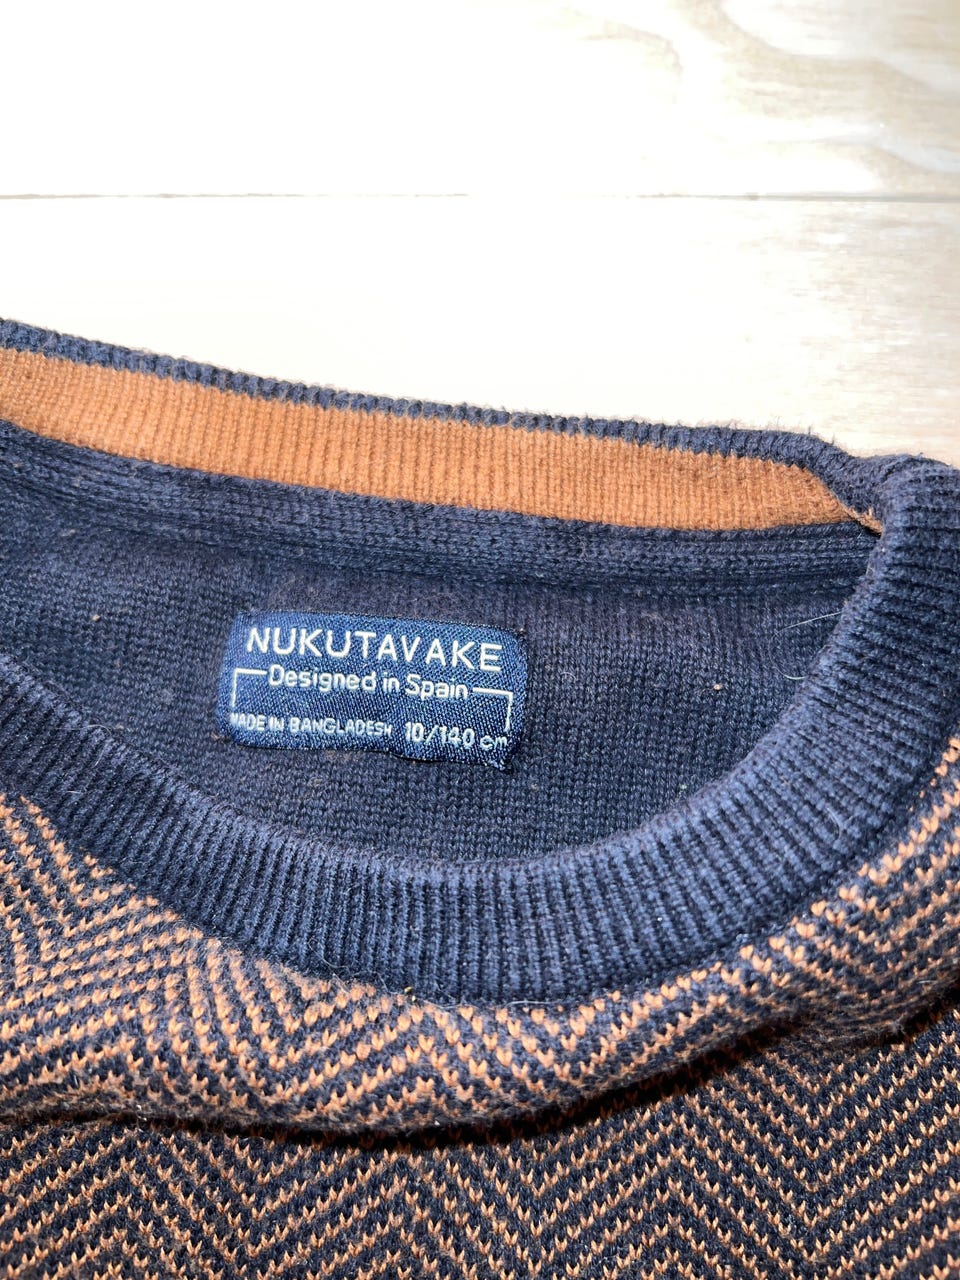 NUKUTAVAKE
Designed in Spain
MADE IN BANGLADESH 10/140 cm